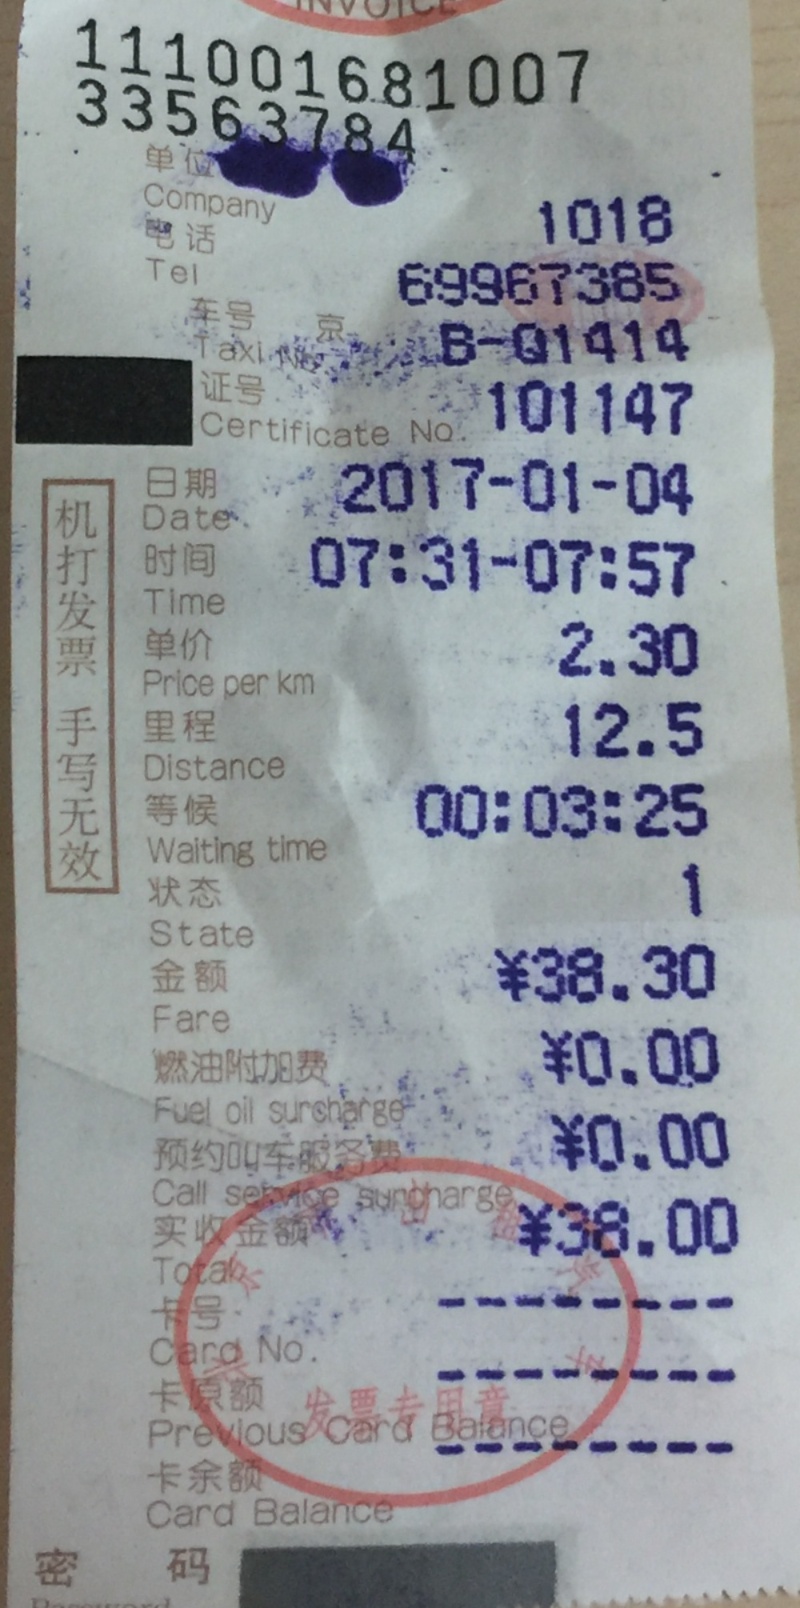 INVOICE
111001681007
33563784
单位
Company 1018
电话
Tel 69967385
车号 京
Taxi No. B-Q1414
证号
Certificate No. 101147
日期
Date 2017-01-04
时间 07:31-07:57
Time
单价 2.30
Price per km
里程 12.5
Distance
等候 00:03:25
Waiting time
状态 1
State
金额 ¥38.30
Fare
燃油附加费 ¥0.00
Fuel oil surcharge
预约叫车服务费 ¥0.00
Call service surcharge
实收金额 ¥38.00
Total
卡号 --------
Card No.
卡原额 --------
Previous Card Balance
卡余额 --------
Card Balance
密 码
Password
机打发票 手写无效
发票专用章